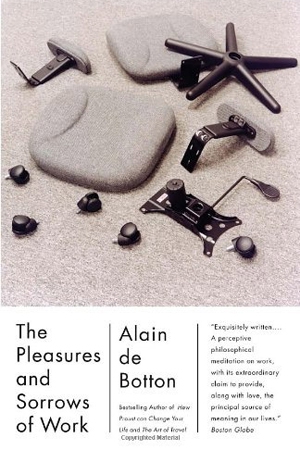 The
Pleasures
and
Sorrows
of Work
Alain
de
Botton
Bestselling Author of How
Proust can Change Your
Life and The Art of Travel
Copyrighted Material
"Exquisitely written....
A perceptive
philosophical
meditation on work,
with its extraordinary
claim to provide,
along with love, the
principal source of
meaning in our lives."
Boston Globe